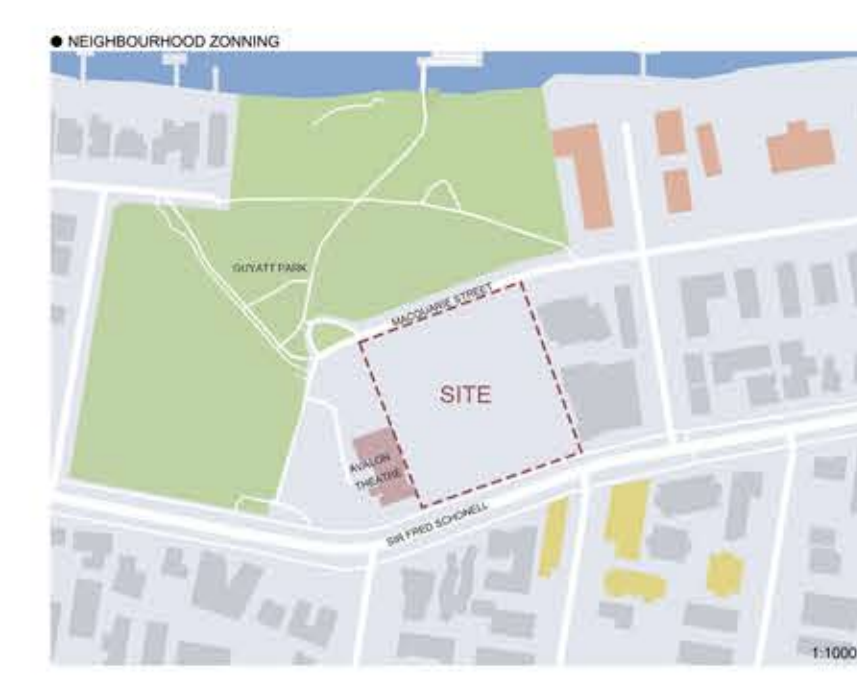 ● NEIGHBOURHOOD ZONNING
GUYATT PARK
MACQUARIE STREET
SITE
AVALON
THEATRE
SIR FRED SCHONELL
1:1000